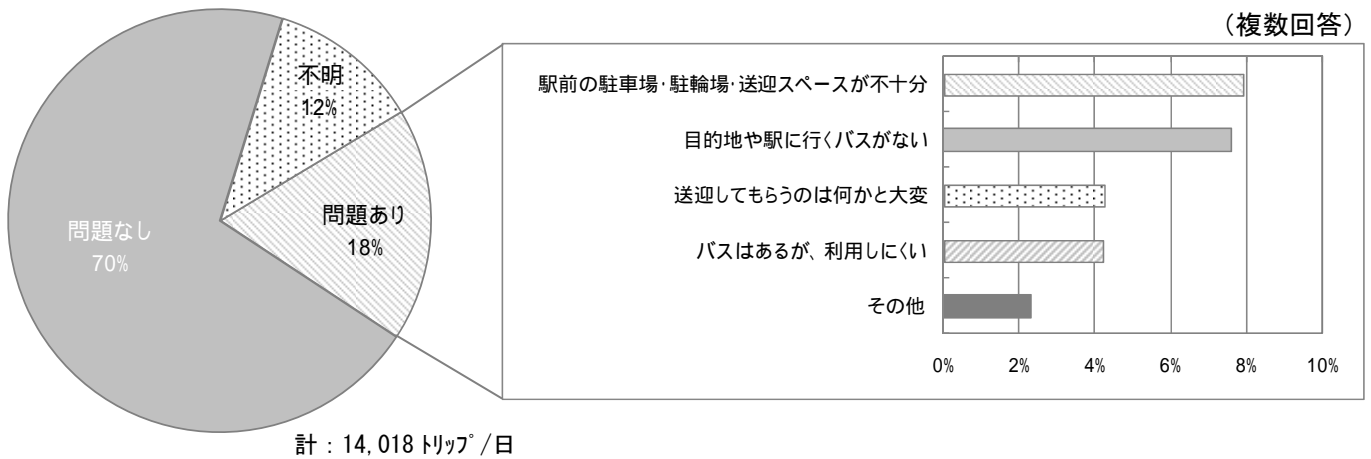 (複数回答)
不明
12%
問題あり
18%
問題なし
70%
駅前の駐車場・駐輪場・送迎スペースが不十分
目的地や駅に行くバスがない
送迎してもらうのは何かと大変
バスはあるが、利用しにくい
その他
0% 2% 4% 6% 8% 10%
計：14,018 ﾄﾘｯﾌﾟ/日